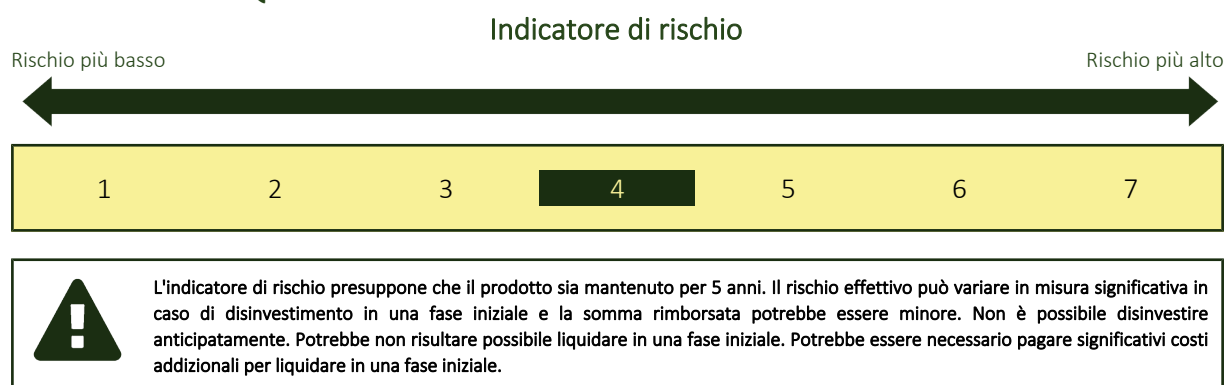 Indicatore di rischio
Rischio più basso
Rischio più alto
1 2 3 4 5 6 7
L'indicatore di rischio presuppone che il prodotto sia mantenuto per 5 anni. Il rischio effettivo può variare in misura significativa in
caso di disinvestimento in una fase iniziale e la somma rimborsata potrebbe essere minore. Non è possibile disinvestire
anticipatamente. Potrebbe non risultare possibile liquidare in una fase iniziale. Potrebbe essere necessario pagare significativi costi
addizionali per liquidare in una fase iniziale.